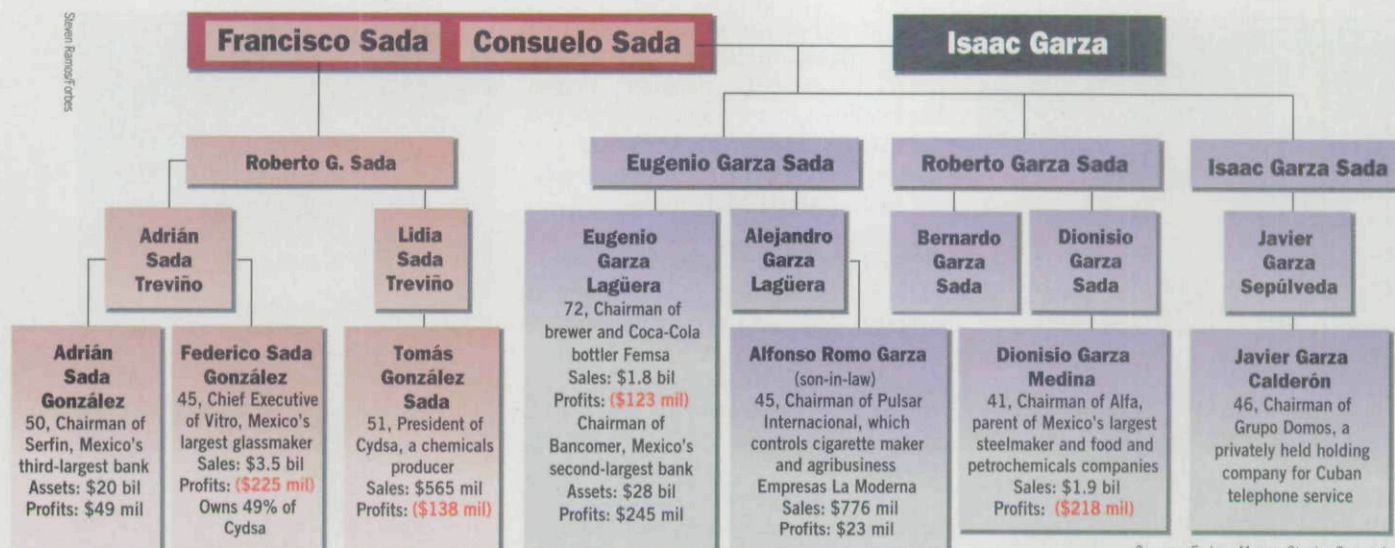 Steven Ramos/Forbes
Francisco Sada
Consuelo Sada
Isaac Garza
Roberto G. Sada
Eugenio Garza Sada
Roberto Garza Sada
Isaac Garza Sada
Adrián
Sada
Treviño
Lidia
Sada
Treviño
Eugenio
Garza
Lagüera
72, Chairman of
brewer and Coca-Cola
bottler Femsa
Sales: $1.8 bil
Profits: ($123 mil)
Chairman of
Bancomer, Mexico's
second-largest bank
Assets: $28 bil
Profits: $245 mil
Alejandro
Garza
Lagüera
Bernardo
Garza
Sada
Dionisio
Garza
Sada
Javier
Garza
Sepúlveda
Adrián
Sada
González
50, Chairman of
Serfin, Mexico's
third-largest bank
Assets: $20 bil
Profits: $49 mil
Federico Sada
González
45, Chief Executive
of Vitro, Mexico's
largest glassmaker
Sales: $3.5 bil
Profits: ($225 mil)
Owns 49% of
Cydsa
Tomás
González
Sada
51, President of
Cydsa, a chemicals
producer
Sales: $565 mil
Profits: ($138 mil)
Alfonso Romo Garza
(son-in-law)
45, Chairman of Pulsar
Internacional, which
controls cigarette maker
and agribusiness
Empresas La Moderna
Sales: $776 mil
Profits: $23 mil
Dionisio Garza
Medina
41, Chairman of Alfa,
parent of Mexico's largest
steelmaker and food and
petrochemicals companies
Sales: $1.9 bil
Profits: ($218 mil)
Javier Garza
Calderón
46, Chairman of
Grupo Domos, a
privately held holding
company for Cuban
telephone service